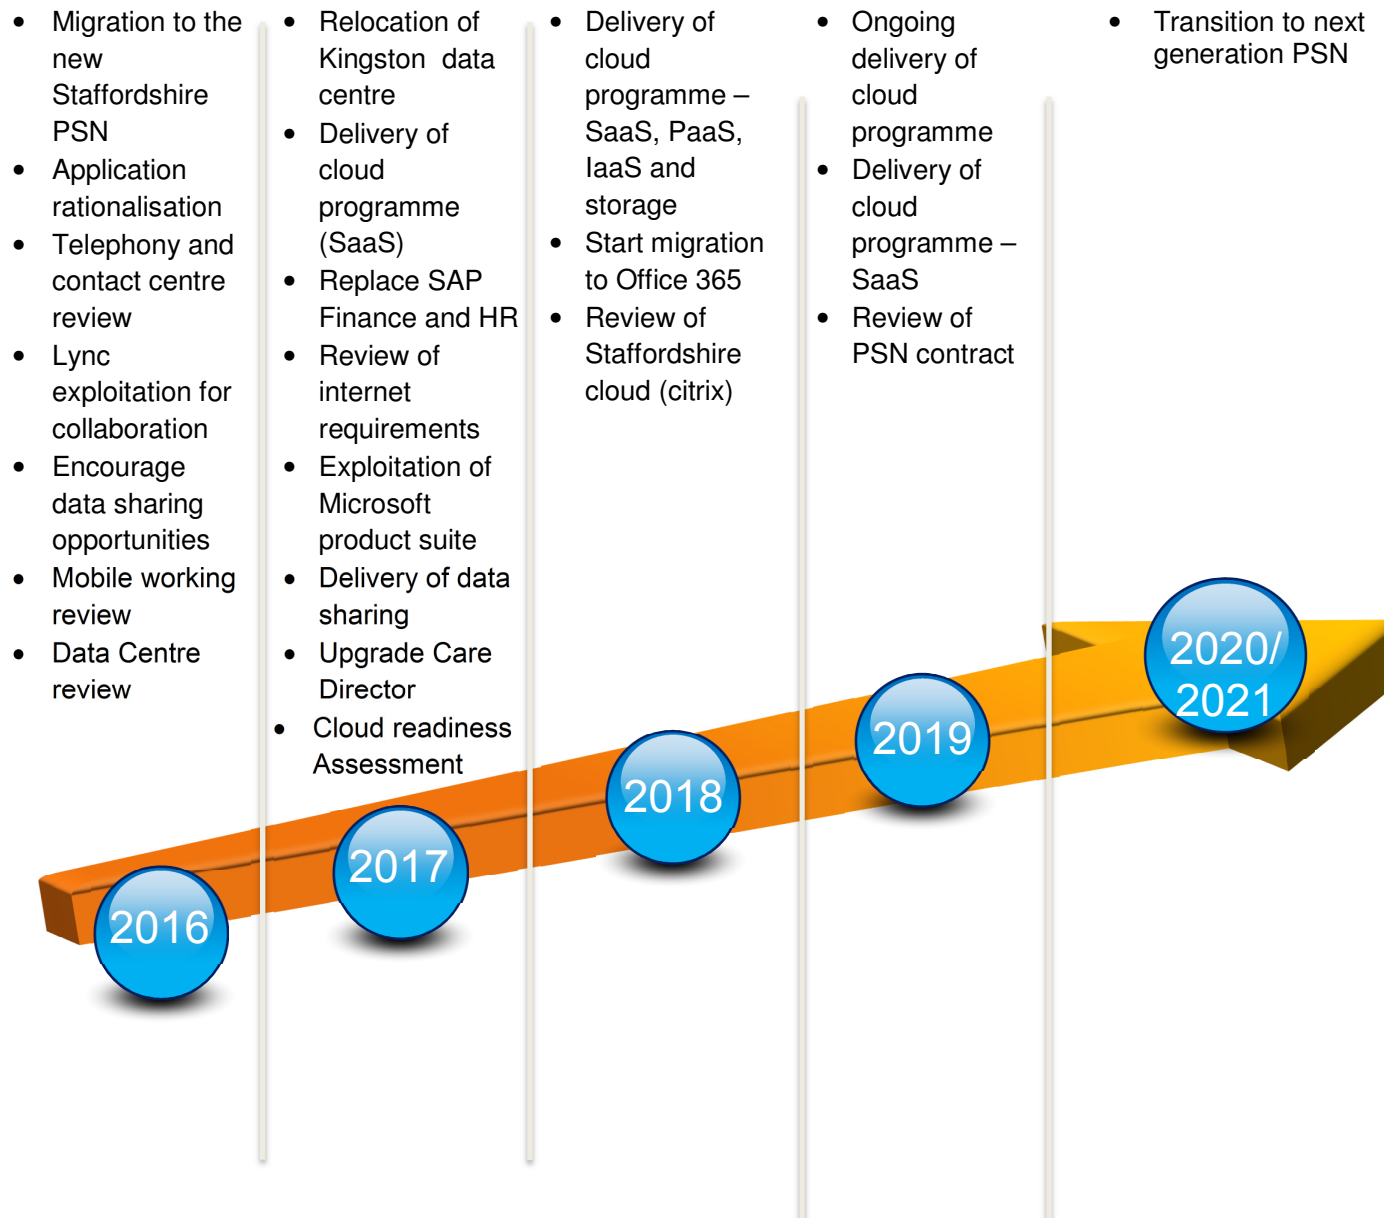 • Migration to the
new
Staffordshire
PSN
• Application
rationalisation
• Telephony and
contact centre
review
• Lync
exploitation for
collaboration
• Encourage
data sharing
opportunities
• Mobile working
review
• Data Centre
review
• Relocation of
Kingston data
centre
• Delivery of
cloud
programme
(SaaS)
• Replace SAP
Finance and HR
• Review of
internet
requirements
• Exploitation of
Microsoft
product suite
• Delivery of data
sharing
• Upgrade Care
Director
• Cloud readiness
Assessment
• Delivery of
cloud
programme –
SaaS, PaaS,
IaaS and
storage
• Start migration
to Office 365
• Review of
Staffordshire
cloud (citrix)
• Ongoing
delivery of
cloud
programme
• Delivery of
cloud
programme –
SaaS
• Review of
PSN contract
• Transition to next
generation PSN
2016
2017
2018
2019
2020/
2021